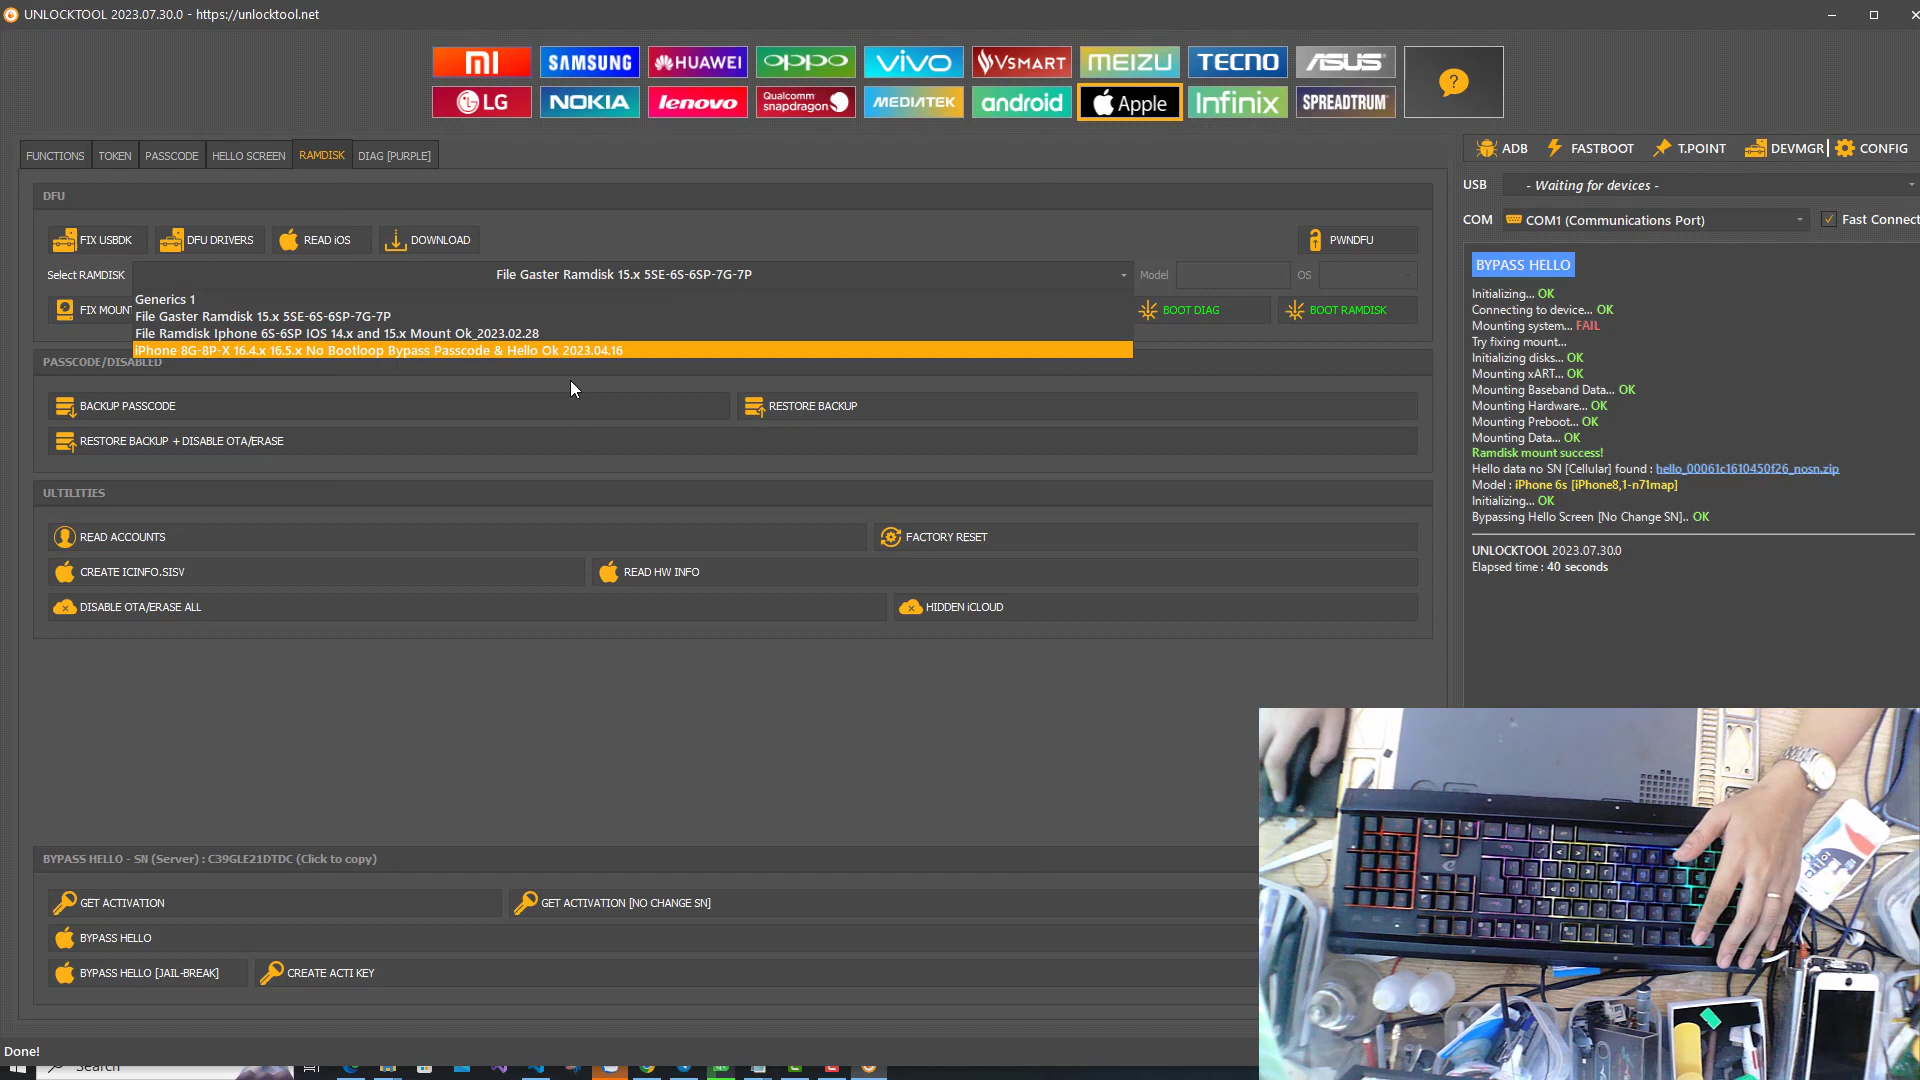 UNLOCKTOOL 2023.07.30.0 - https://unlocktool.net
MI SAMSUNG HUAWEI OPPO VIVO VSMART MEIZU TECNO ASUS ?
LG NOKIA lenovo Qualcomm snapdragon MEDIATEK android Apple Infinix SPREADTRUM
FUNCTIONS TOKEN PASSCODE HELLO SCREEN RAMDISK DIAG [PURPLE]
DFU
FIX USBDK DFU DRIVERS READ iOS DOWNLOAD PWNDFU
Select RAMDISK File Gaster Ramdisk 15.x 5SE-6S-6SP-7G-7P Model OS
Generics 1
File Gaster Ramdisk 15.x 5SE-6S-6SP-7G-7P
File Ramdisk Iphone 6S-6SP IOS 14.x and 15.x Mount Ok_2023.02.28
iPhone 8G-8P-X 16.4.x 16.5.x No Bootloop Bypass Passcode & Hello Ok 2023.04.16
FIX MOUN BOOT DIAG BOOT RAMDISK
PASSCODE/DISABLED
BACKUP PASSCODE RESTORE BACKUP
RESTORE BACKUP + DISABLE OTA/ERASE
ULTILITIES
READ ACCOUNTS FACTORY RESET
CREATE ICINFO.SISV READ HW INFO
DISABLE OTA/ERASE ALL HIDDEN iCLOUD
BYPASS HELLO - SN (Server) : C39GLE21DTDC (Click to copy)
GET ACTIVATION GET ACTIVATION [NO CHANGE SN]
BYPASS HELLO
BYPASS HELLO [JAIL-BREAK] CREATE ACTI KEY
Done!
Search
ADB FASTBOOT T.POINT DEVMGR CONFIG
USB - Waiting for devices -
COM COM1 (Communications Port) Fast Connect
BYPASS HELLO
Initializing... OK
Connecting to device... OK
Mounting system... FAIL
Try fixing mount...
Initializing disks... OK
Mounting xART... OK
Mounting Baseband Data... OK
Mounting Hardware... OK
Mounting Preboot... OK
Mounting Data... OK
Ramdisk mount success!
Hello data no SN [Cellular] found : hello_00061c1610450f26_nosn.zip
Model : iPhone 6s [iPhone8,1-n71map]
Initializing... OK
Bypassing Hello Screen [No Change SN].. OK
UNLOCKTOOL 2023.07.30.0
Elapsed time : 40 seconds